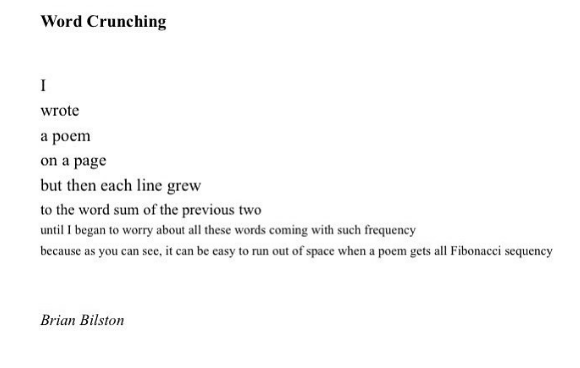 Word Crunching
I
wrote
a poem
on a page
but then each line grew
to the word sum of the previous two
until I began to worry about all these words coming with such frequency
because as you can see, it can be easy to run out of space when a poem gets all Fibonacci sequency
Brian Bilston